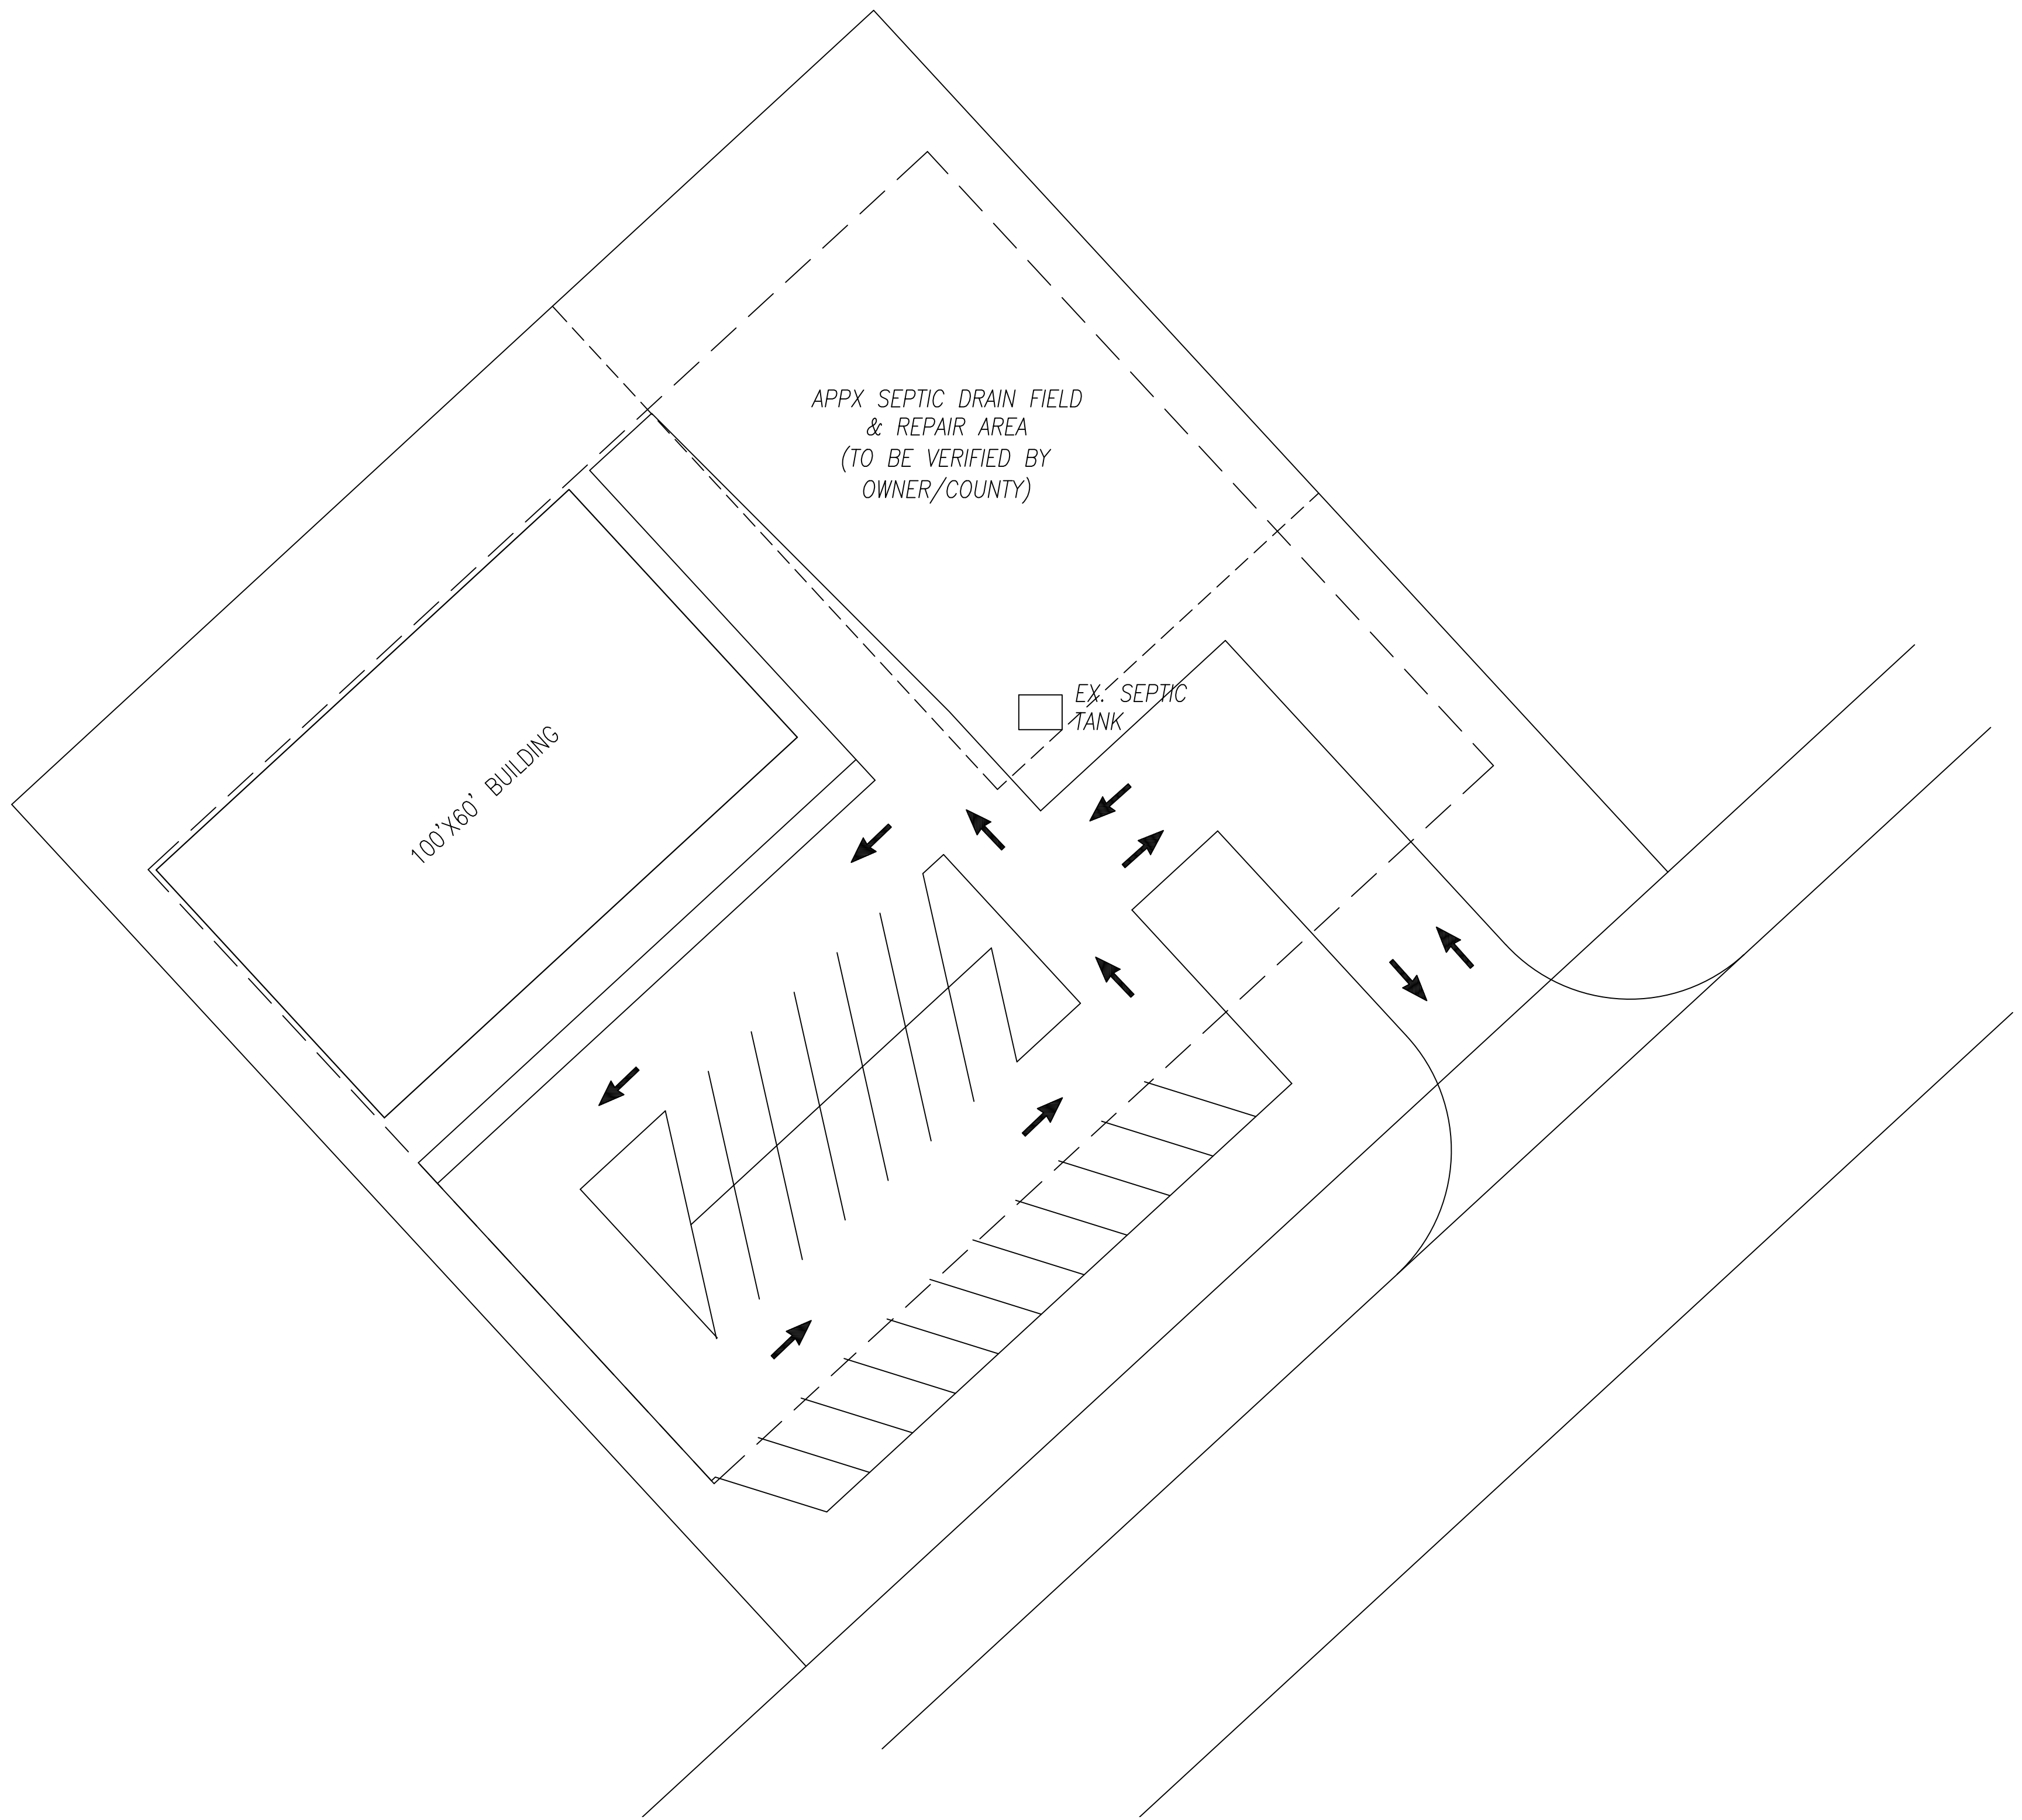 APPX SEPTIC DRAIN FIELD
& REPAIR AREA
(TO BE VERIFIED BY
OWNER/COUNTY)
EX. SEPTIC
TANK
100'X60' BUILDING